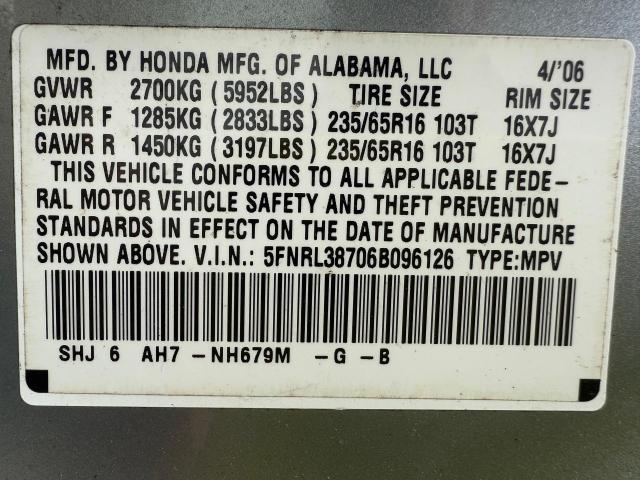 MFD. BY HONDA MFG. OF ALABAMA, LLC 4/'06
GVWR 2700KG (5952LBS) TIRE SIZE RIM SIZE
GAWR F 1285KG (2833LBS) 235/65R16 103T 16X7J
GAWR R 1450KG (3197LBS) 235/65R16 103T 16X7J
THIS VEHICLE CONFORMS TO ALL APPLICABLE FEDE-
RAL MOTOR VEHICLE SAFETY AND THEFT PREVENTION
STANDARDS IN EFFECT ON THE DATE OF MANUFACTURE
SHOWN ABOVE. V.I.N.: 5FNRL38706B096126 TYPE:MPV
SHJ 6 AH7 -NH679M -G -B